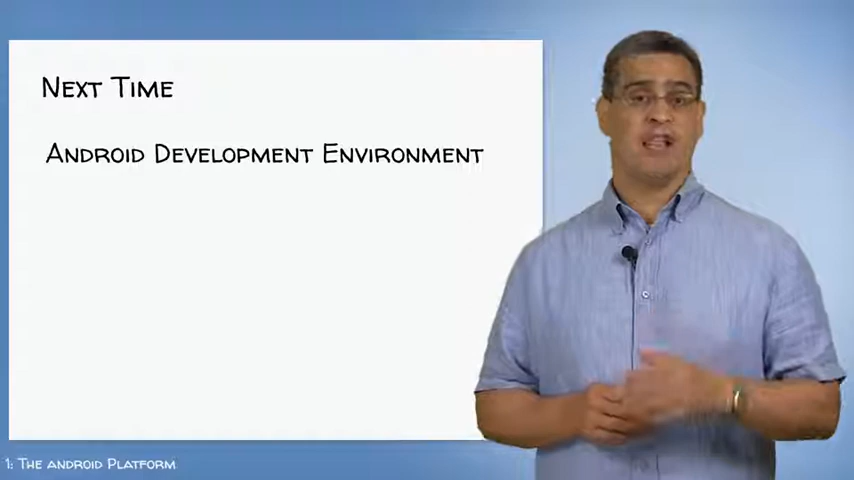 Next Time
Android Development Environment
1: The android Platform